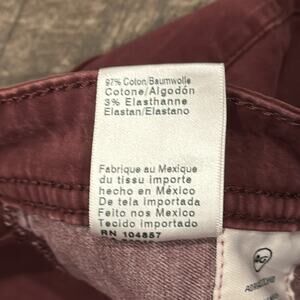 97% Coton/Baumwolle
Cotone/Algodón
3% Elasthanne
Elastan/Elastano
Fabrique au Mexique
du tissu importe
hecho en México
De tela importada
Feito nos Mexico
Tecido importado
RN 104857
AG